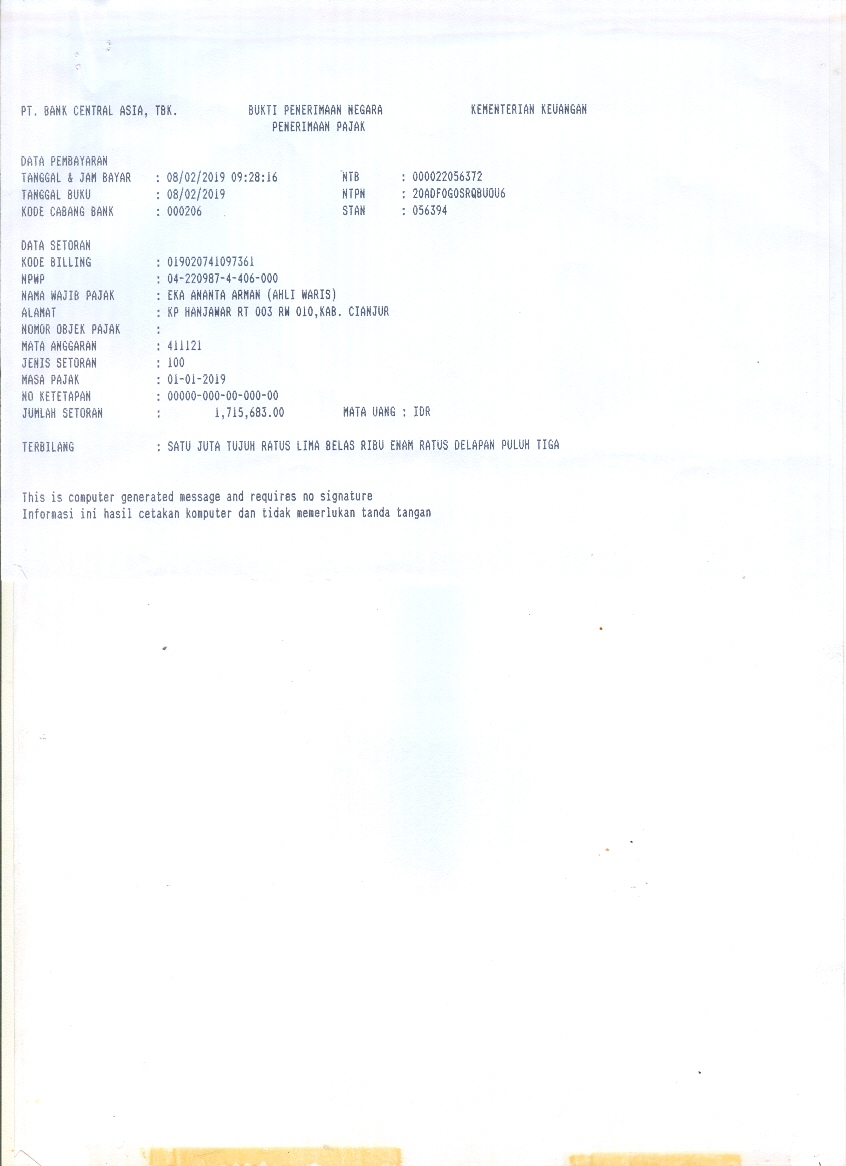 PT. BANK CENTRAL ASIA, TBK. BUKTI PENERIMAAN NEGARA KEMENTERIAN KEUANGAN
PENERIMAAN PAJAK
DATA PEMBAYARAN
TANGGAL & JAM BAYAR : 08/02/2019 09:28:16 NTB : 000022056372
TANGGAL BUKU : 08/02/2019 NTPN : 20ADF0GOSRQBUOU6
KODE CABANG BANK : 000206 STAN : 056394
DATA SETORAN
KODE BILLING : 019020741097361
NPWP : 04-220987-4-406-000
NAMA WAJIB PAJAK : EKA ANANTA ARMAN (AHLI WARIS)
ALAMAT : KP HANJAWAR RT 003 RW 010,KAB. CIANJUR
NOMOR OBJEK PAJAK :
MATA ANGGARAN : 411121
JENIS SETORAN : 100
MASA PAJAK : 01-01-2019
NO KETETAPAN : 00000-000-00-000-00
JUMLAH SETORAN : 1,715,683.00 MATA UANG : IDR
TERBILANG : SATU JUTA TUJUH RATUS LIMA BELAS RIBU ENAM RATUS DELAPAN PULUH TIGA
This is computer generated message and requires no signature
Informasi ini hasil cetakan komputer dan tidak memerlukan tanda tangan